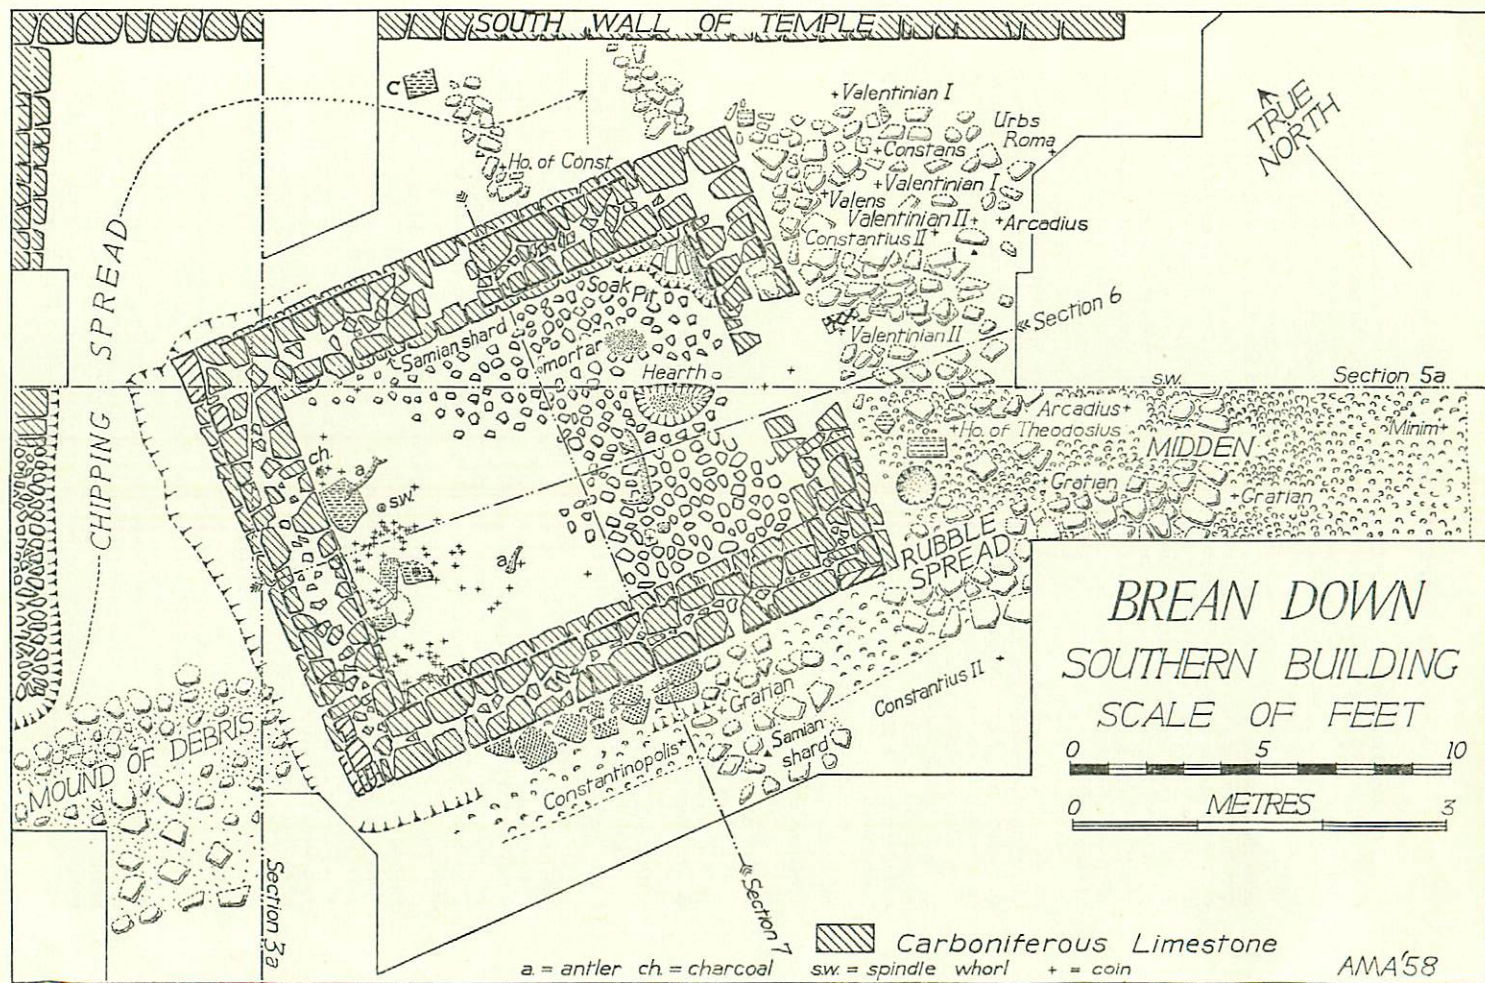 SOUTH WALL OF TEMPLE
C
+Valentinian I
Urbs
Roma
+
TRUE
NORTH
+Constans
+Ho. of Const.
+Valentinian I
+Valens
Valentinian II+
+Arcadius
Constantius II +
CHIPPING SPREAD
Soak Pit
Section 6
Samian shard
mortar
+Valentinian II
Hearth
s.w.
Section 5a
Arcadius+
+Ho. of Theodosius
MIDDEN
Minim+
ch.
a
s.w.
+Gratian
+Gratian
a
RUBBLE
SPREAD
BREAN DOWN
SOUTHERN BUILDING
SCALE OF FEET
0 5 10
0 METRES 3
+Gratian
Constantius II +
Samian
shard
Constantinopolis+
MOUND OF DEBRIS
Section 3a
Section 7
Carboniferous Limestone
a. = antler ch. = charcoal s.w. = spindle whorl + = coin
AMA'58